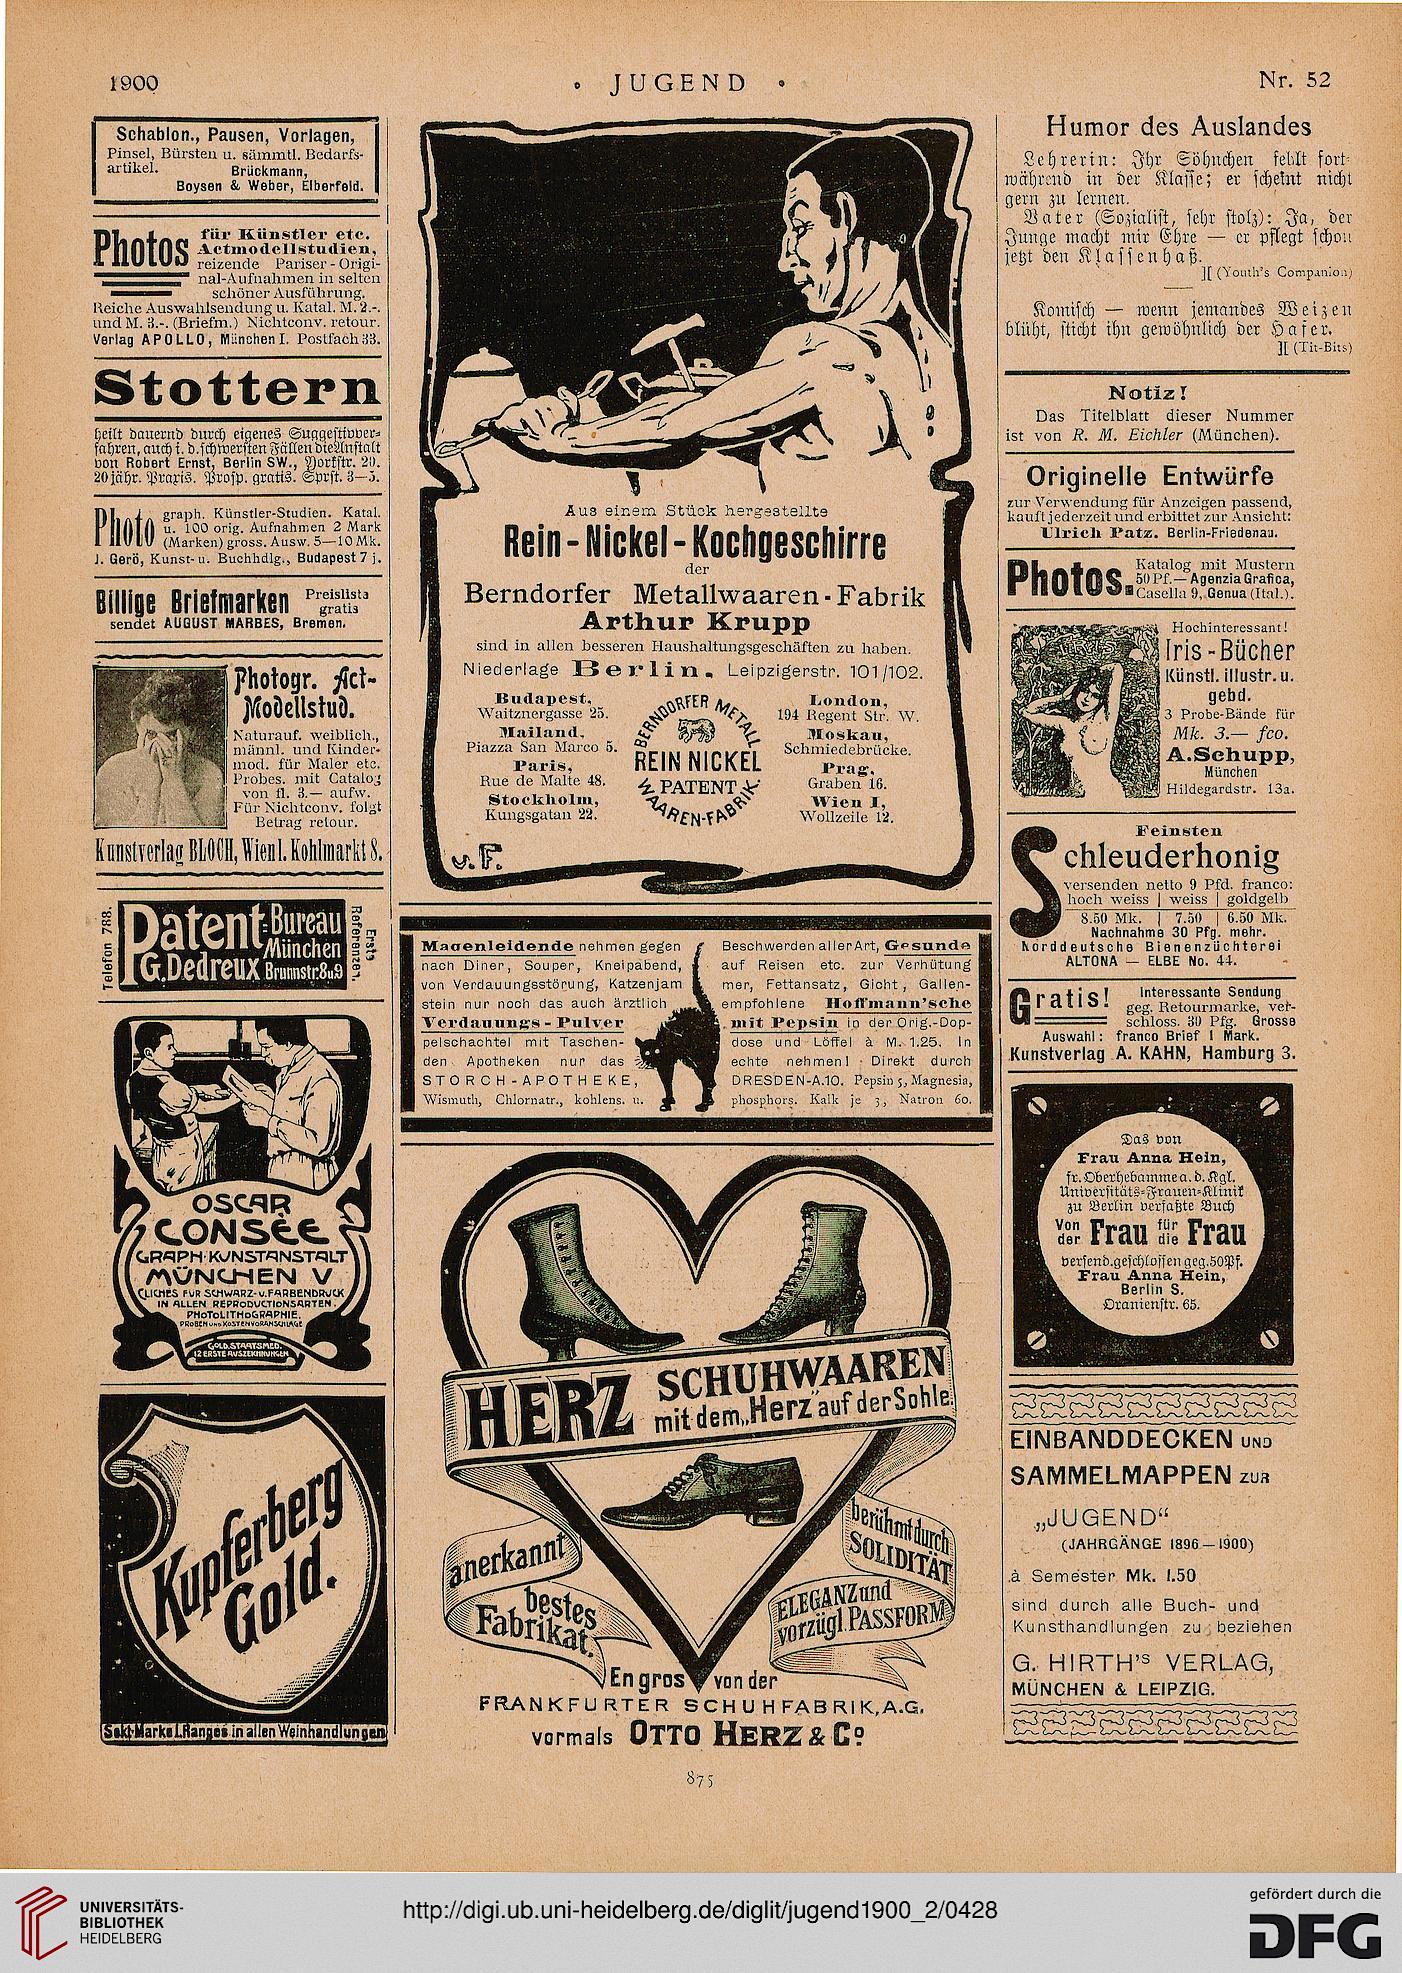 1900
JUGEND
Nr. 52
Schablon., Pausen, Vorlagen,
Pinsel, Bürsten u. sämmtl. Bedarfs-
artikel. Brückmann,
Boysen & Weber, Elberfeld.
Photos
für Künstler etc.
Actmodellstudien,
reizende Pariser-Origi-
nal-Aufnahmen in selten
schöner Ausführung.
Reiche Auswahlsendung u. Katal. M. 2.-.
und M. 3.-. (Briefm.) Nichtconv. retour.
Verlag APOLLO, München I. Postfach 33.
Stottern
heilt dauernd durch eigenes Suggestivver-
fahren, auch i. d. schwersten Fällen die Anstalt
von Robert Ernst, Berlin SW., Yorkstr. 20.
20 jähr. Praxis. Prosp. gratis. Sprst. 3—5.
Photo
graph. Künstler-Studien. Katal.
u. 100 orig. Aufnahmen 2 Mark
(Marken) gross. Ausw. 5—10 Mk.
J. Gerö, Kunst- u. Buchhdlg., Budapest 7 j.
Billige Briefmarken Preislista
gratis
sendet AUGUST MARBES, Bremen.
Photogr. Act-
Modellstud.
Naturauf. weiblich.,
männl. und Kinder-
mod. für Maler etc.
Probes. mit Catalog
von fl. 3.— aufw.
Für Nichtconv. folgt
Betrag retour.
Kunstverlag BLOCH, Wien I. Kohlmarkt 8.
Telefon 788.
Patent-Bureau
München
G. Dedreux Brunnstr. 8u9
Erste
Referenzen.
OSCAR
CONSÉE
GRAPH. KUNSTANSTALT
MÜNCHEN V
CLICHÉS FÜR SCHWARZ- u. FARBENDRUCK
IN ALLEN REPRODUCTIONSARTEN.
PHOTOLITHOGRAPHIE.
PROBEN UND KOSTENVORANSCHLÄGE
GOLD. STAATSMED.
12 ERSTE AUSZEICHNUNGEN
Kupferberg
Gold.
Sekt-Marke I. Ranges in allen Weinhandlungen
Aus einem Stück hergestellte
Rein-Nickel-Kochgeschirre
der
Berndorfer Metallwaaren-Fabrik
Arthur Krupp
sind in allen besseren Haushaltungsgeschäften zu haben.
Niederlage Berlin, Leipzigerstr. 101/102.
Budapest,
Waitznergasse 25.
Mailand,
Piazza San Marco 5.
Paris,
Rue de Malte 48.
Stockholm,
Kungsgatan 22.
BERNDORFER METALL
REIN NICKEL
PATENT
WAAREN-FABRIK
London,
194 Regent Str. W.
Moskau,
Schmiedebrücke.
Prag,
Graben 16.
Wien I,
Wollzeile 12.
v. F.
Magenleidende nehmen gegen Beschwerden aller Art, Gesunde
nach Diner, Souper, Kneipabend, auf Reisen etc. zur Verhütung
von Verdauungsstörung, Katzenjam mer, Fettansatz, Gicht, Gallen-
stein nur noch das auch ärztlich empfohlene Hoffmann'sche
Verdauungs-Pulver mit Pepsin in der Orig.-Dop-
pelschachtel mit Taschen- dose und Löffel à M. 1.25. In
den Apotheken nur das echte nehmen! Direkt durch
STORCH-APOTHEKE, DRESDEN-A. 10. Pepsin 5, Magnesia,
Wismuth, Chlornatr., kohlens. u. phosphors. Kalk je 3, Natron 60.
HERZ SCHUHWAAREN
mit dem „Herz" auf der Sohle.
anerkannt
bestes
Fabrikat.
berühmt durch
SOLIDITÄT
ELEGANZ und
vorzügl. PASSFORM
En gros von der
FRANKFURTER SCHUHFABRIK, A.G.
vormals OTTO HERZ & Co.
Humor des Auslandes
Lehrerin: Ihr Söhnchen fehlt fort-
während in der Klasse; er scheint nicht
gern zu lernen.
Vater (Sozialist, sehr stolz): Ja, der
Junge macht mir Ehre — er pflegt schon
jetzt den Klassenhaß.
][ (Youth's Companion)
Komisch — wenn jemandes Weizen
blüht, sticht ihn gewöhnlich der Hafer.
][ (Tit-Bits)
Notiz!
Das Titelblatt dieser Nummer
ist von R. M. Eichler (München).
Originelle Entwürfe
zur Verwendung für Anzeigen passend,
kauft jederzeit und erbittet zur Ansicht:
Ulrich Patz. Berlin-Friedenau.
Photos.
Katalog mit Mustern
50 Pf.— Agenzia Grafica,
Casella 9, Genua (Ital.).
Hochinteressant!
Iris-Bücher
Künstl. illustr. u.
gebd.
3 Probe-Bände für
Mk. 3.— fco.
A. Schupp,
München
Hildegardstr. 13a.
Feinsten
Schleuderhonig
versenden netto 9 Pfd. franco:
hoch weiss | weiss | goldgelb
8.50 Mk. | 7.50 | 6.50 Mk.
Nachnahme 30 Pfg. mehr.
Norddeutsche Bienenzüchterei
ALTONA — ELBE No. 44.
Gratis! Interessante Sendung
geg. Retourmarke, ver-
schloss. 30 Pfg. Grosse
Auswahl: franco Brief 1 Mark.
Kunstverlag A. KAHN, Hamburg 3.
Das von
Frau Anna Hein,
fr. Oberhebamme a. d. Kgl.
Universitäts-Frauen-Klinik
zu Berlin verfaßte Buch
Von der Frau für die Frau
versend. geschlossen geg. 50 Pf.
Frau Anna Hein,
Berlin S.
Oranienstr. 65.
EINBANDDECKEN UND
SAMMELMAPPEN ZUR
„JUGEND“
(JAHRGÄNGE 1896—1900)
à Semester Mk. 1.50
sind durch alle Buch- und
Kunsthandlungen zu beziehen
G. HIRTH'S VERLAG,
MÜNCHEN & LEIPZIG.
875
UNIVERSITÄTS-
BIBLIOTHEK
HEIDELBERG
http://digi.ub.uni-heidelberg.de/diglit/jugend1900_2/0428
gefördert durch die
DFG